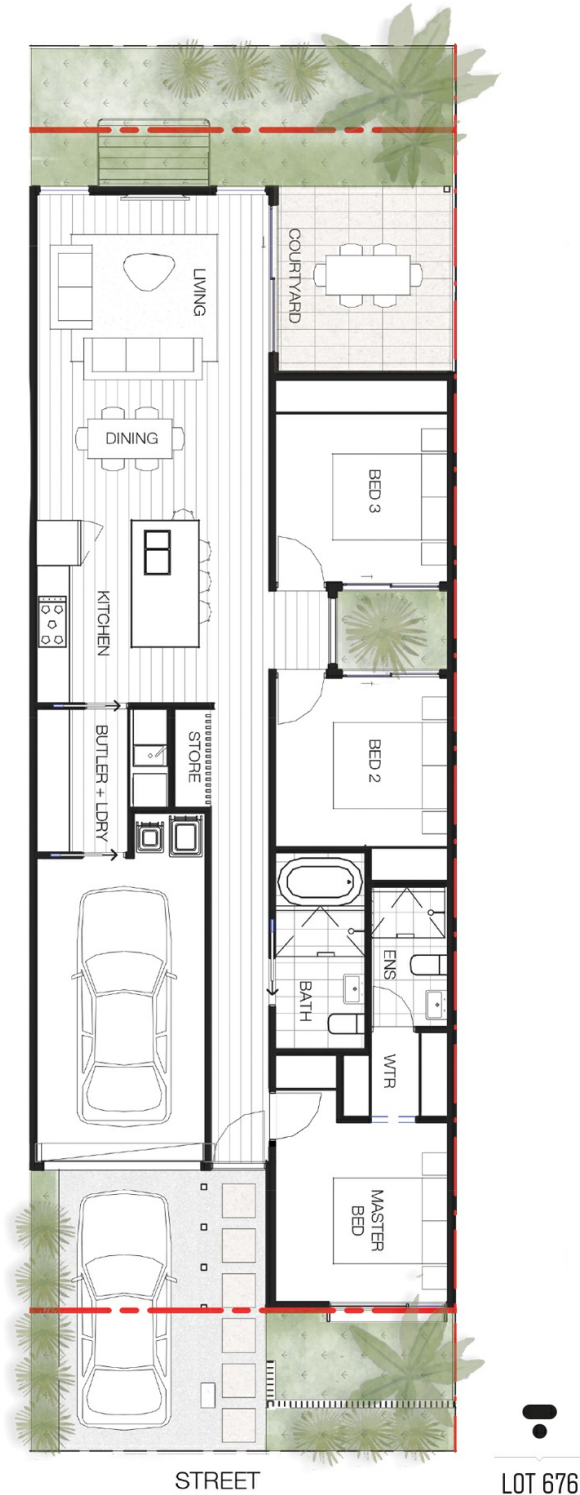 LIVING
COURTYARD
DINING
BED 3
KITCHEN
BED 2
STORE
BUTLER + LDRY
ENS
BATH
WTR
MASTER
BED
STREET
LOT 676